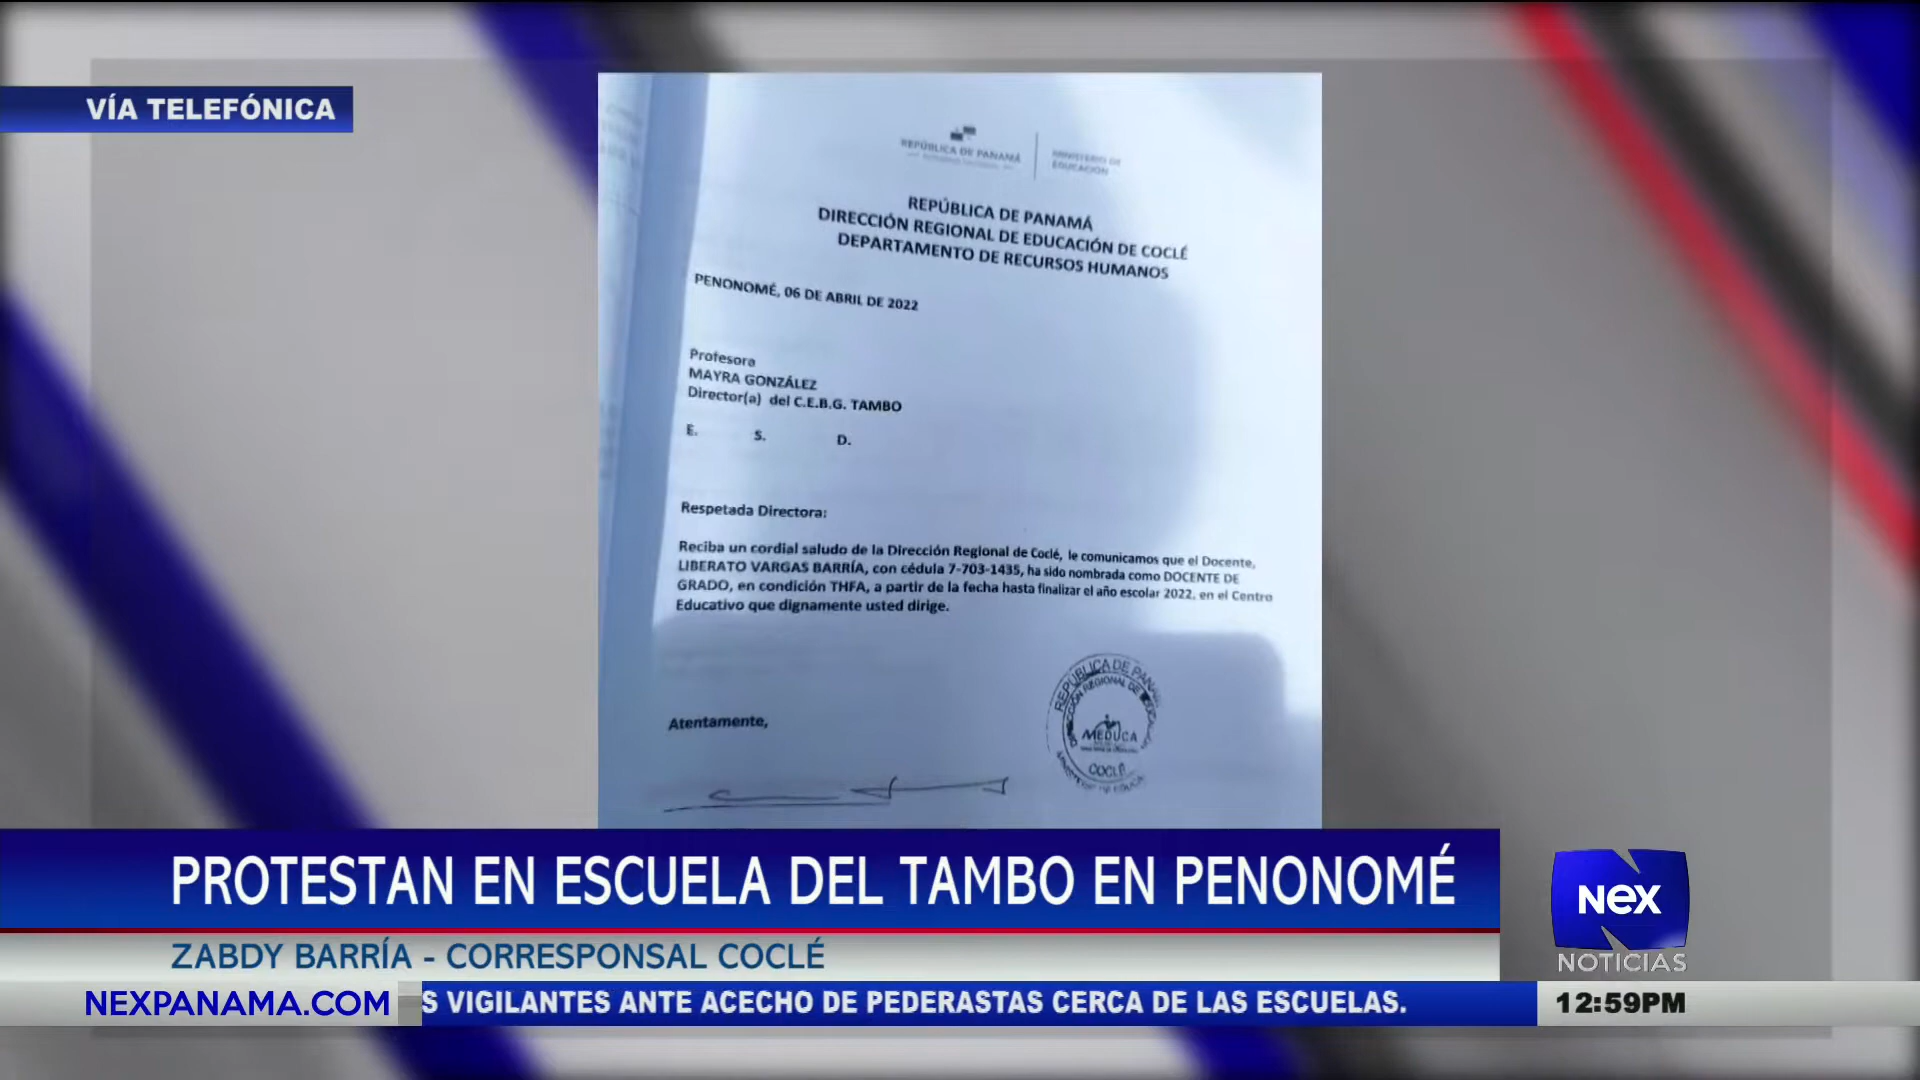 VÍA TELEFÓNICA
REPÚBLICA DE PANAMÁ
MINISTERIO DE
EDUCACIÓN
REPÚBLICA DE PANAMÁ
DIRECCIÓN REGIONAL DE EDUCACIÓN DE COCLÉ
DEPARTAMENTO DE RECURSOS HUMANOS
PENONOMÉ, 06 DE ABRIL DE 2022
Profesora
MAYRA GONZÁLEZ
Director(a) del C.E.B.G. TAMBO
E. S. D.
Respetada Directora:
Reciba un cordial saludo de la Dirección Regional de Coclé, le comunicamos que el Docente,
LIBERATO VARGAS BARRÍA, con cédula 7-703-1435, ha sido nombrada como DOCENTE DE
GRADO, en condición THFA, a partir de la fecha hasta finalizar el año escolar 2022, en el Centro
Educativo que dignamente usted dirige.
Atentamente,
REPÚBLICA DE PANAMÁ
DIRECCIÓN REGIONAL DE EDUCACIÓN
MEDUCA
COCLÉ
PROTESTAN EN ESCUELA DEL TAMBO EN PENONOMÉ
ZABDY BARRÍA - CORRESPONSAL COCLÉ
NEXPANAMA.COM
S VIGILANTES ANTE ACECHO DE PEDERASTAS CERCA DE LAS ESCUELAS.
Nex
NOTICIAS
12:59PM